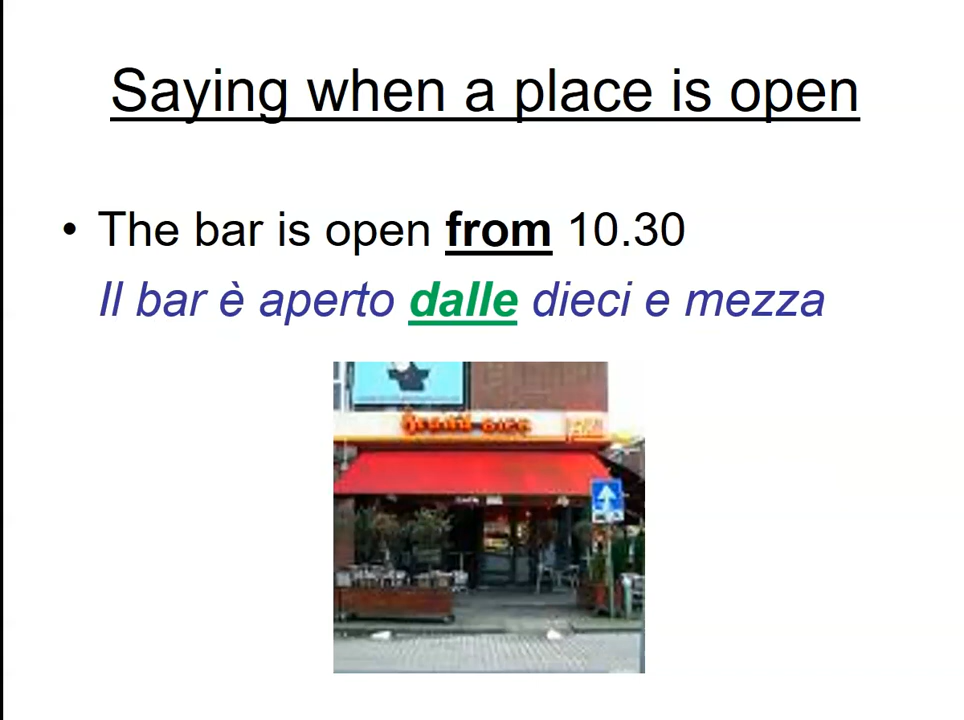 Saying when a place is open
• The bar is open from 10.30
Il bar è aperto dalle dieci e mezza